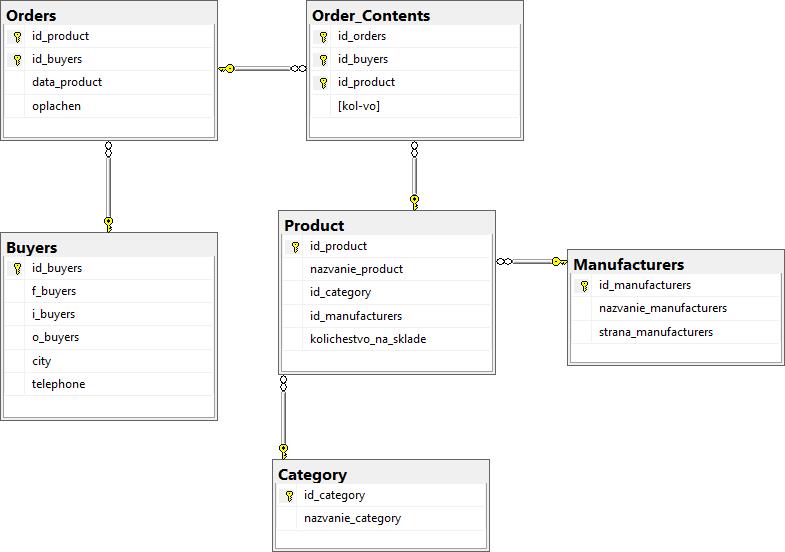 Orders
id_product
id_buyers
data_product
oplachen
Order_Contents
id_orders
id_buyers
id_product
[kol-vo]
Buyers
id_buyers
f_buyers
i_buyers
o_buyers
city
telephone
Product
id_product
nazvanie_product
id_category
id_manufacturers
kolichestvo_na_sklade
Manufacturers
id_manufacturers
nazvanie_manufacturers
strana_manufacturers
Category
id_category
nazvanie_category